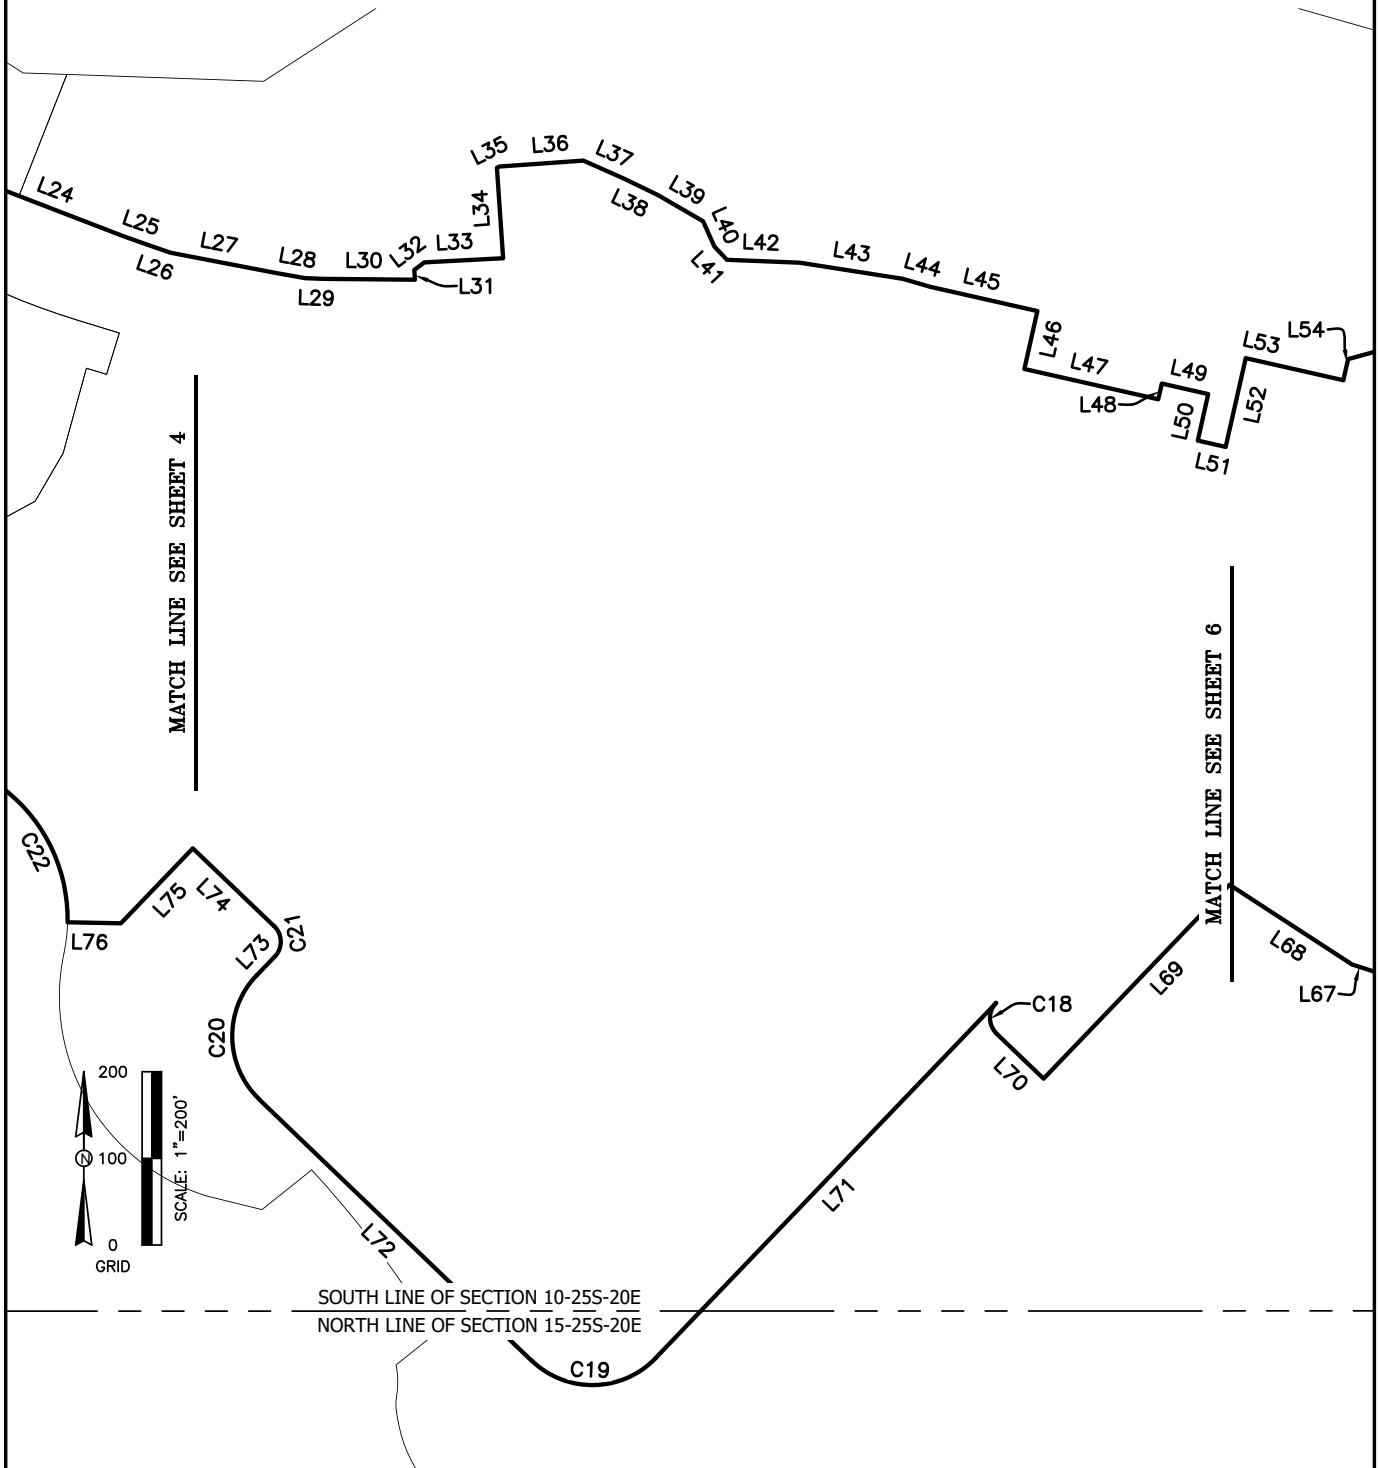 L24
L25
L26
L27
L28
L29
L30
L31
L32
L33
L34
L35
L36
L37
L38
L39
L40
L41
L42
L43
L44
L45
L46
L47
L48
L49
L50
L51
L52
L53
L54
MATCH LINE SEE SHEET 4
MATCH LINE SEE SHEET 6
C22
L76
L75
L74
C21
L73
C20
L72
C19
L71
C18
L70
L69
L68
L67
200
N
100
0
GRID
SCALE: 1"=200'
SOUTH LINE OF SECTION 10-25S-20E
NORTH LINE OF SECTION 15-25S-20E